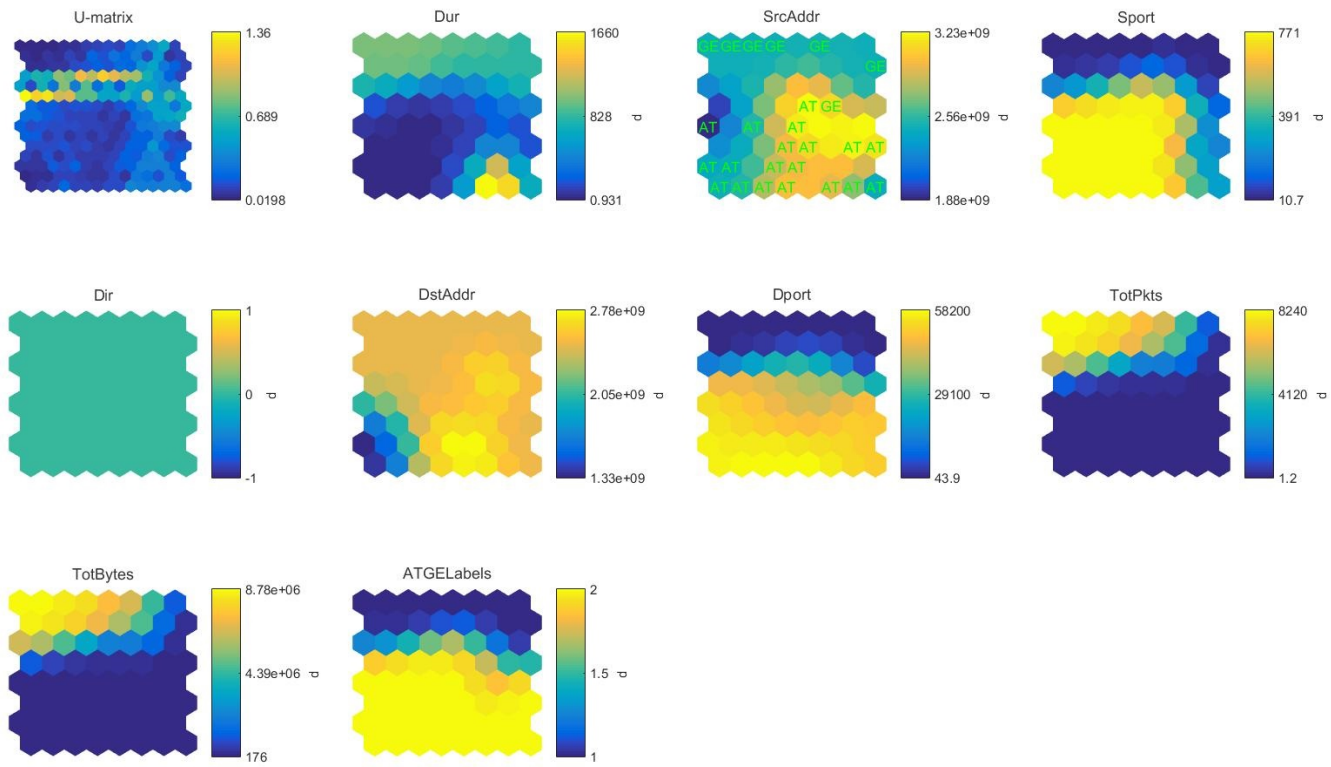 U-matrix
1.36
0.689
0.0198
Dur
1660
828
0.931
d
SrcAddr
GE GE GE GE GE
GE
AT GE
AT AT AT
AT AT AT AT
AT AT AT AT
AT AT AT AT AT AT AT
3.23e+09
2.56e+09
1.88e+09
d
Sport
771
391
10.7
d
Dir
1
0
-1
d
DstAddr
2.78e+09
2.05e+09
1.33e+09
d
Dport
58200
29100
43.9
d
TotPkts
8240
4120
1.2
d
TotBytes
8.78e+06
4.39e+06
176
d
ATGELabels
2
1.5
1
d